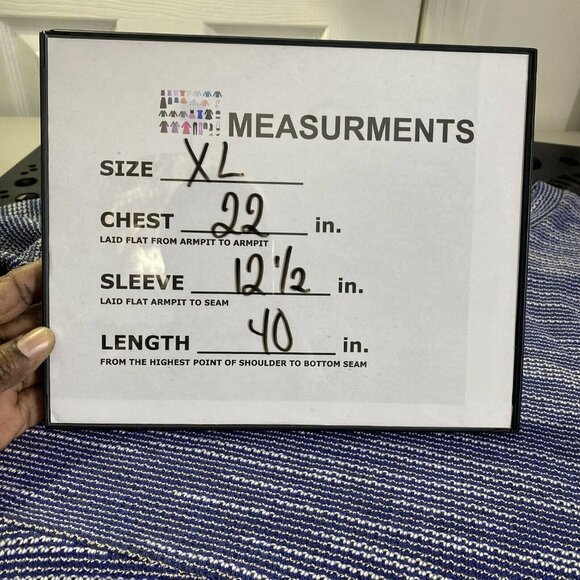 MEASURMENTS
SIZE XL
CHEST 22 in.
LAID FLAT FROM ARMPIT TO ARMPIT
SLEEVE 12 1/2 in.
LAID FLAT ARMPIT TO SEAM
LENGTH 40 in.
FROM THE HIGHEST POINT OF SHOULDER TO BOTTOM SEAM